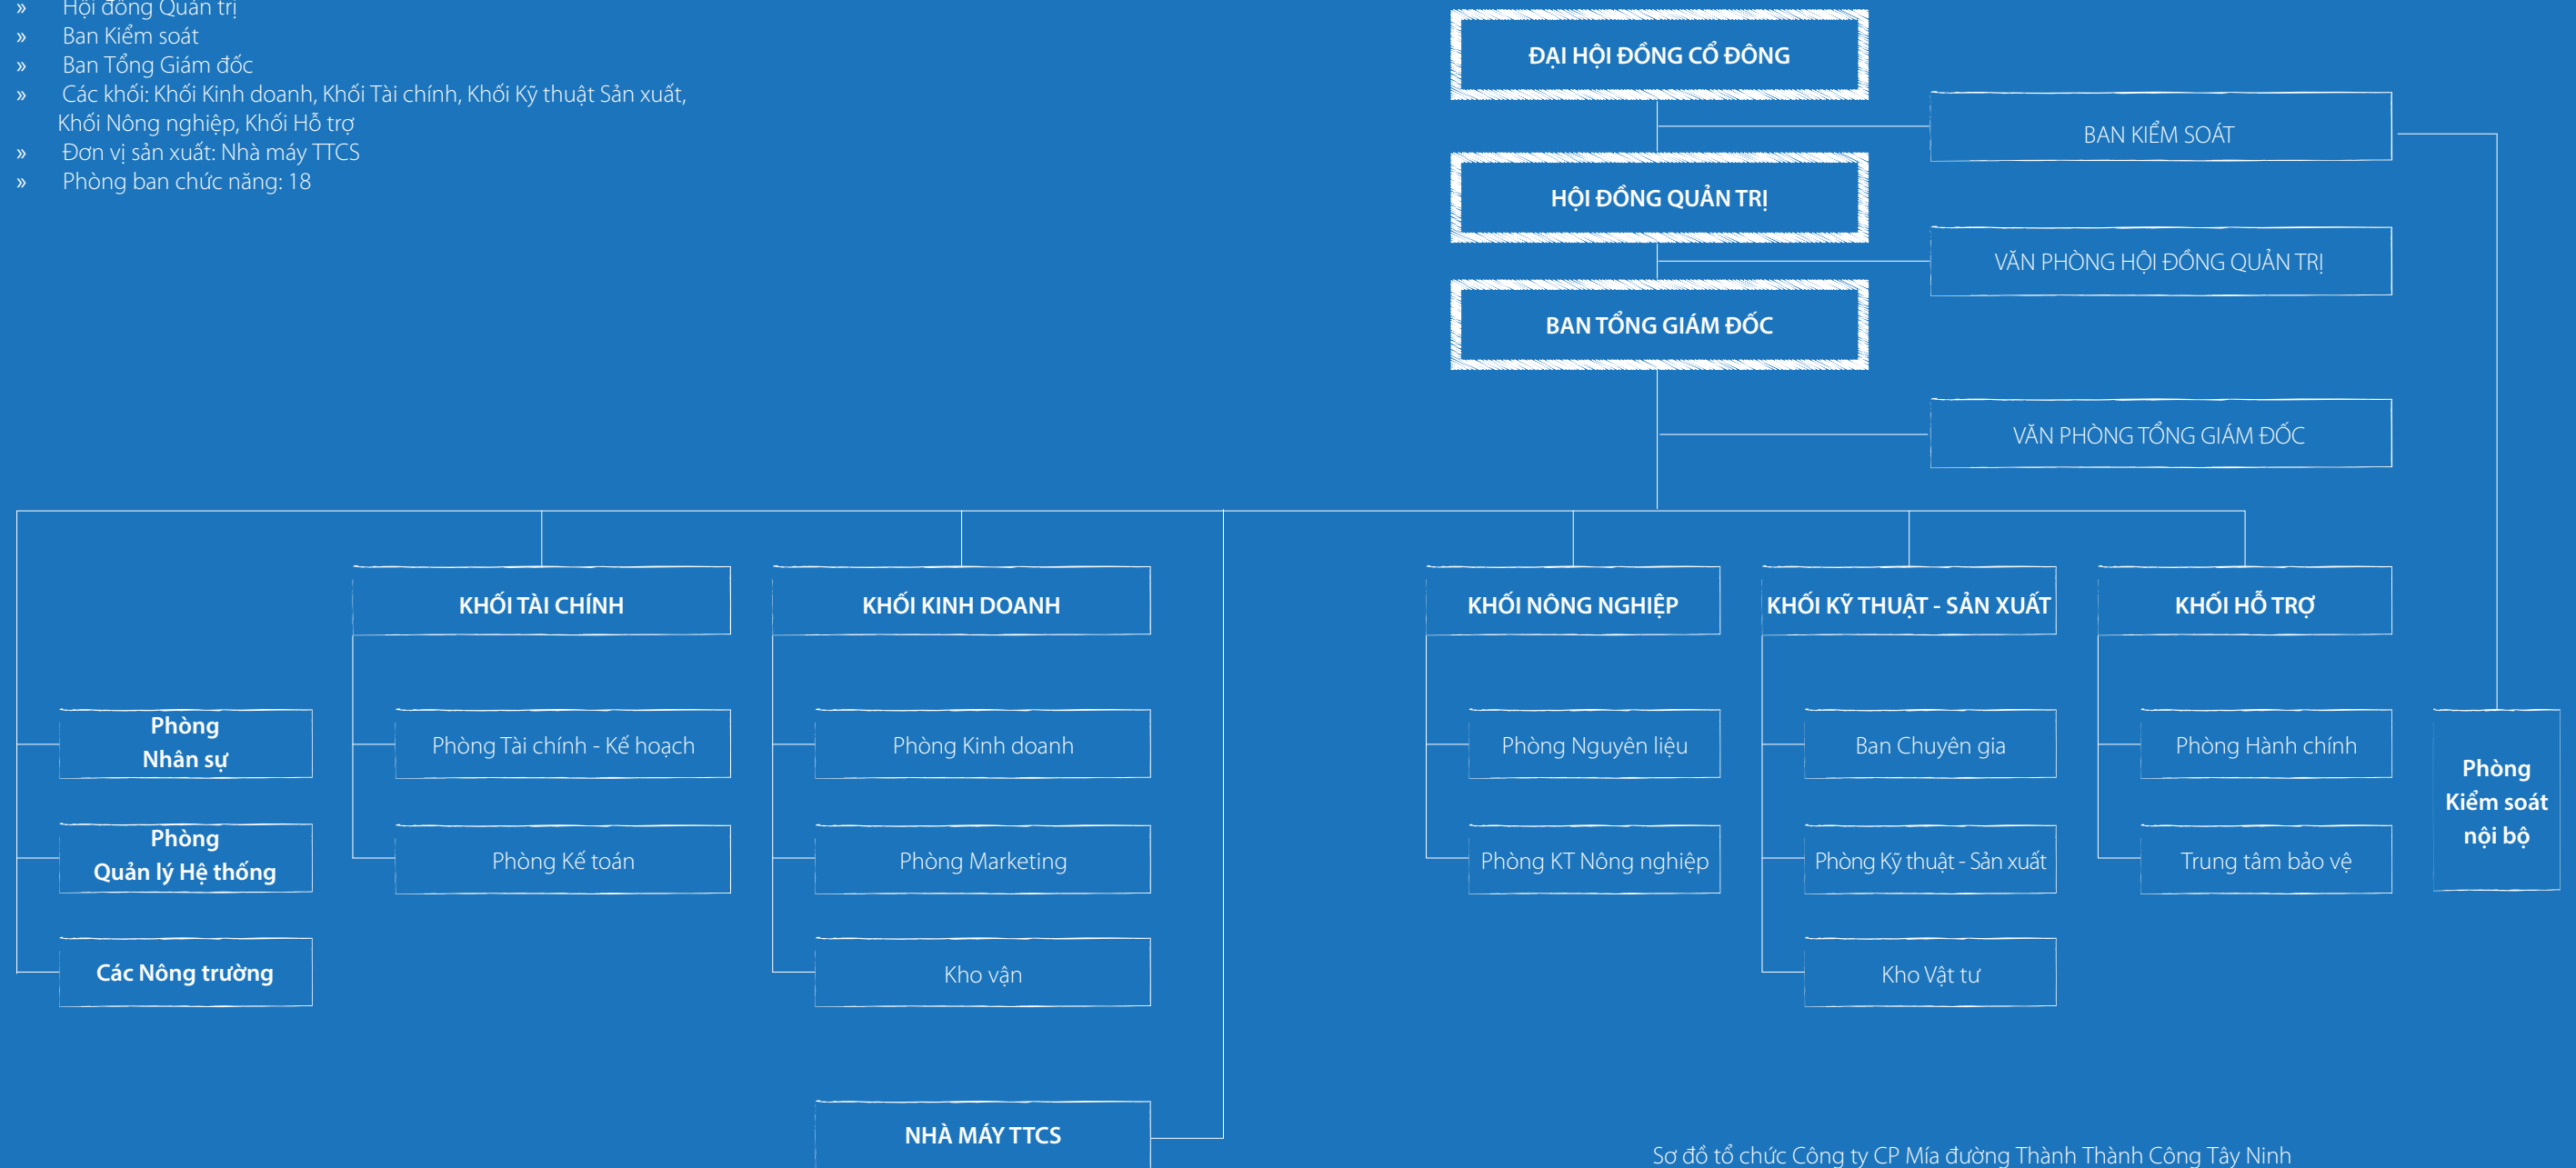 » Hội đồng Quản trị
» Ban Kiểm soát
» Ban Tổng Giám đốc
» Các khối: Khối Kinh doanh, Khối Tài chính, Khối Kỹ thuật Sản xuất,
Khối Nông nghiệp, Khối Hỗ trợ
» Đơn vị sản xuất: Nhà máy TTCS
» Phòng ban chức năng: 18
ĐẠI HỘI ĐỒNG CỔ ĐÔNG
BAN KIỂM SOÁT
HỘI ĐỒNG QUẢN TRỊ
VĂN PHÒNG HỘI ĐỒNG QUẢN TRỊ
BAN TỔNG GIÁM ĐỐC
VĂN PHÒNG TỔNG GIÁM ĐỐC
KHỐI TÀI CHÍNH
KHỐI KINH DOANH
KHỐI NÔNG NGHIỆP
KHỐI KỸ THUẬT - SẢN XUẤT
KHỐI HỖ TRỢ
Phòng
Nhân sự
Phòng
Quản lý Hệ thống
Các Nông trường
Phòng Tài chính - Kế hoạch
Phòng Kế toán
Phòng Kinh doanh
Phòng Marketing
Kho vận
Phòng Nguyên liệu
Phòng KT Nông nghiệp
Ban Chuyên gia
Phòng Kỹ thuật - Sản xuất
Kho Vật tư
Phòng Hành chính
Trung tâm bảo vệ
Phòng
Kiểm soát
nội bộ
NHÀ MÁY TTCS
Sơ đồ tổ chức Công ty CP Mía đường Thành Thành Công Tây Ninh